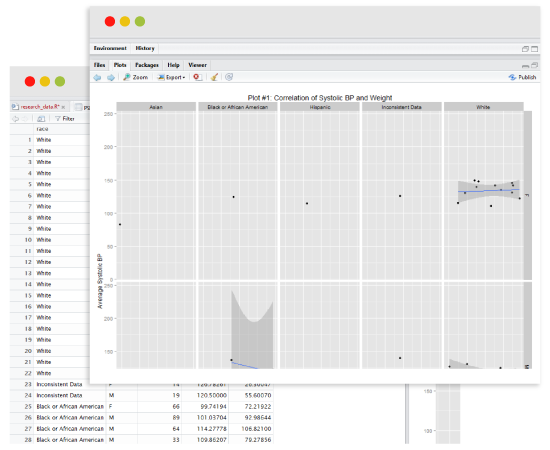 Environment History
Files Plots Packages Help Viewer
Zoom Export Publish
Plot #1: Correlation of Systolic BP and Weight
Asian Black or African American Hispanic Inconsistent Data White
250
200
150
100
50
0
F
250
200
150
Average Systolic BP
research_data.R*
Filter
race
1 White
2 White
3 White
4 White
5 White
6 White
7 White
8 White
9 White
10 White
11 White
12 White
13 White
14 White
15 White
16 White
17 White
18 White
19 White
20 White
21 White
22 White
23 Inconsistent Data F 14
24 Inconsistent Data M 19 120.50000 55.60070
25 Black or African American F 66 99.74194 72.21922
26 Black or African American M 89 101.03704 92.98644
27 Black or African American M 64 114.27778 106.82100
28 Black or African American M 33 109.86207 79.27856
150
100